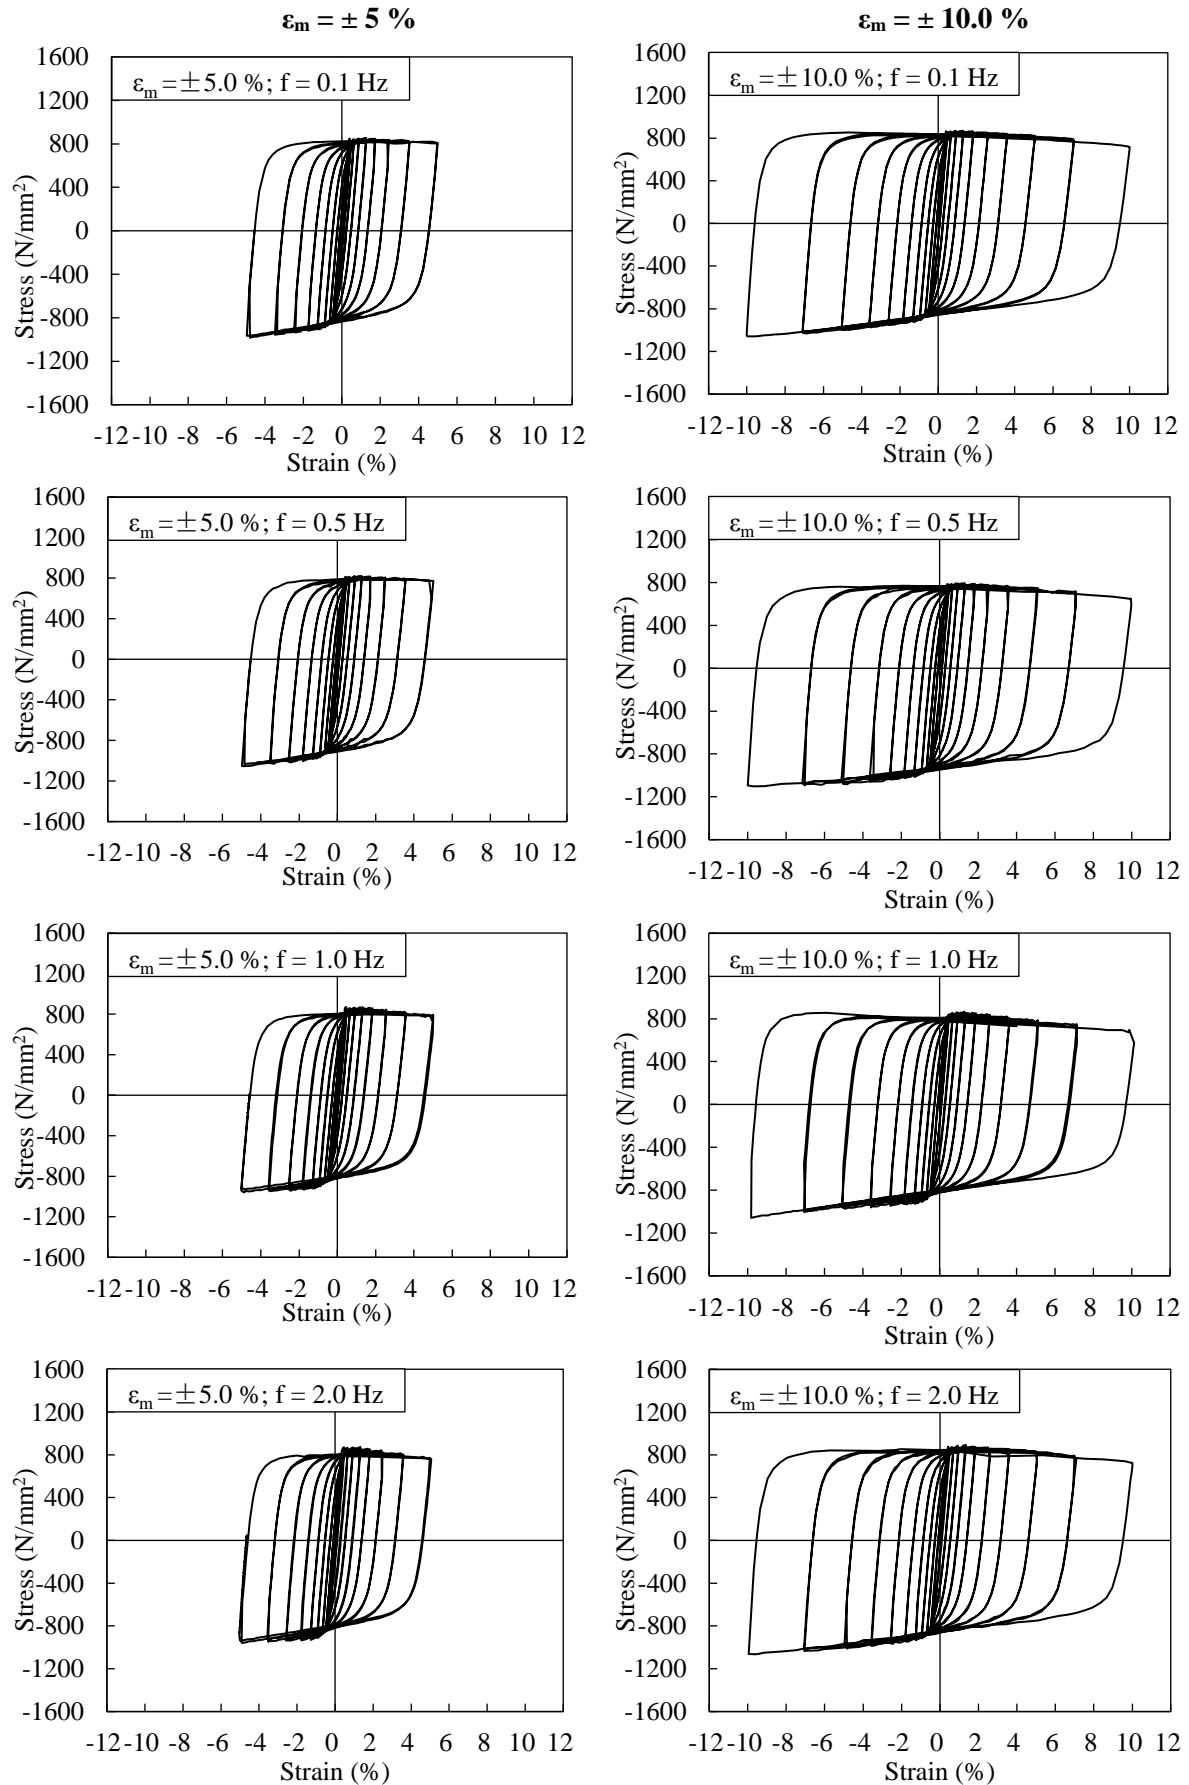 ε_m = ± 5 %
ε_m = ± 10.0 %
1600
1200
800
400
0
-400
-800
-1200
-1600
Stress (N/mm²)
ε_m = ±5.0 %; f = 0.1 Hz
-12 -10 -8 -6 -4 -2 0 2 4 6 8 10 12
Strain (%)
1600
1200
800
400
0
-400
-800
-1200
-1600
Stress (N/mm²)
ε_m = ±10.0 %; f = 0.1 Hz
-12 -10 -8 -6 -4 -2 0 2 4 6 8 10 12
Strain (%)
1600
1200
800
400
0
-400
-800
-1200
-1600
Stress (N/mm²)
ε_m = ±5.0 %; f = 0.5 Hz
-12 -10 -8 -6 -4 -2 0 2 4 6 8 10 12
Strain (%)
1600
1200
800
400
0
-400
-800
-1200
-1600
Stress (N/mm²)
ε_m = ±10.0 %; f = 0.5 Hz
-12 -10 -8 -6 -4 -2 0 2 4 6 8 10 12
Strain (%)
1600
1200
800
400
0
-400
-800
-1200
-1600
Stress (N/mm²)
ε_m = ±5.0 %; f = 1.0 Hz
-12 -10 -8 -6 -4 -2 0 2 4 6 8 10 12
Strain (%)
1600
1200
800
400
0
-400
-800
-1200
-1600
Stress (N/mm²)
ε_m = ±10.0 %; f = 1.0 Hz
-12 -10 -8 -6 -4 -2 0 2 4 6 8 10 12
Strain (%)
1600
1200
800
400
0
-400
-800
-1200
-1600
Stress (N/mm²)
ε_m = ±5.0 %; f = 2.0 Hz
-12 -10 -8 -6 -4 -2 0 2 4 6 8 10 12
Strain (%)
1600
1200
800
400
0
-400
-800
-1200
-1600
Stress (N/mm²)
ε_m = ±10.0 %; f = 2.0 Hz
-12 -10 -8 -6 -4 -2 0 2 4 6 8 10 12
Strain (%)